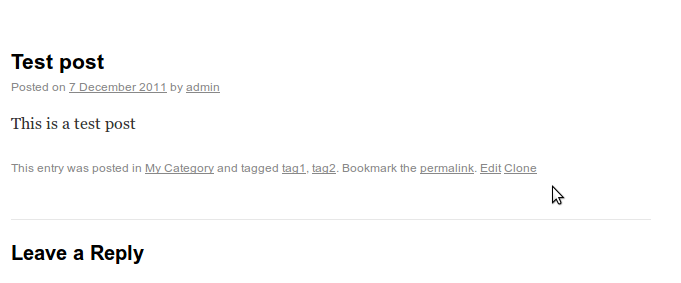 Test post
Posted on 7 December 2011 by admin
This is a test post
This entry was posted in My Category and tagged tag1, tag2. Bookmark the permalink. Edit Clone
Leave a Reply